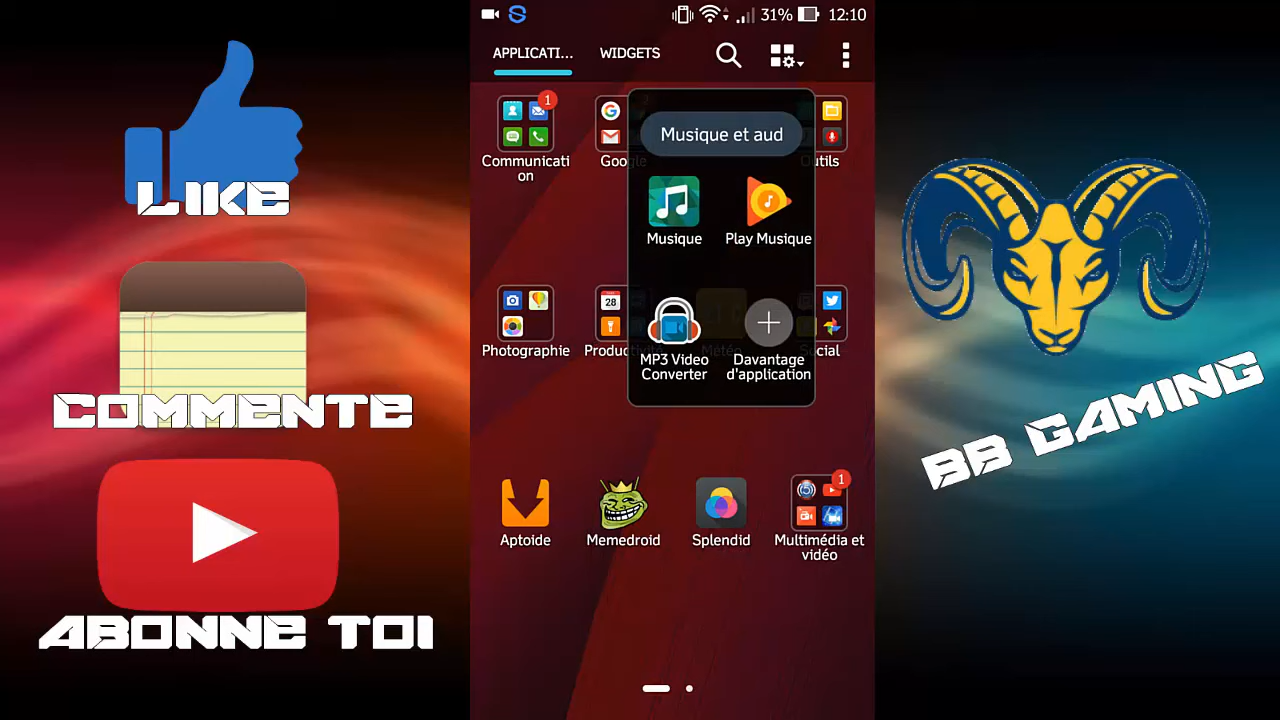 LIKE
COMMENTE
ABONNE TOI
31% 12:10
APPLICATI... WIDGETS
Musique et aud
Communicati
on
Google
Outils
Musique
Play Musique
Photographie
MP3 Video
Converter
Davantage
d'application
Social
Aptoide
Memedroid
Splendid
Multimédia et
vidéo
BB GAMING